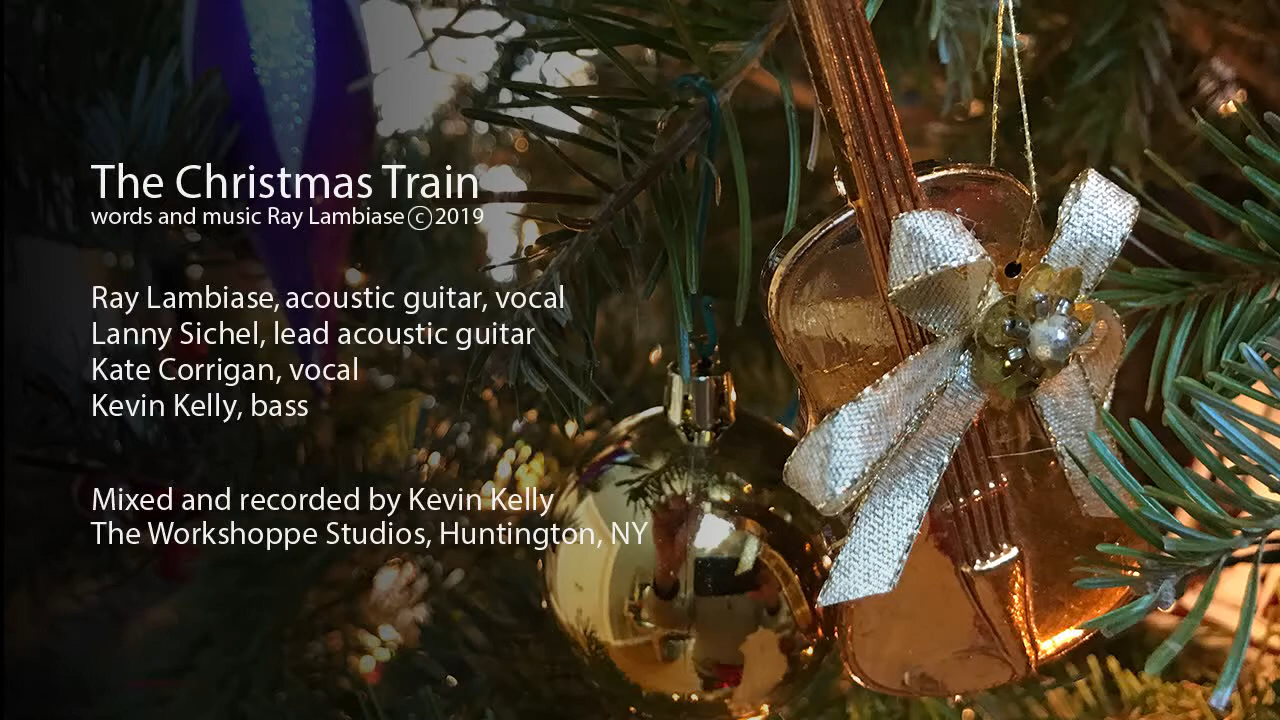 The Christmas Train
words and music Ray Lambiase ©2019
Ray Lambiase, acoustic guitar, vocal
Lanny Sichel, lead acoustic guitar
Kate Corrigan, vocal
Kevin Kelly, bass
Mixed and recorded by Kevin Kelly
The Workshoppe Studios, Huntington, NY